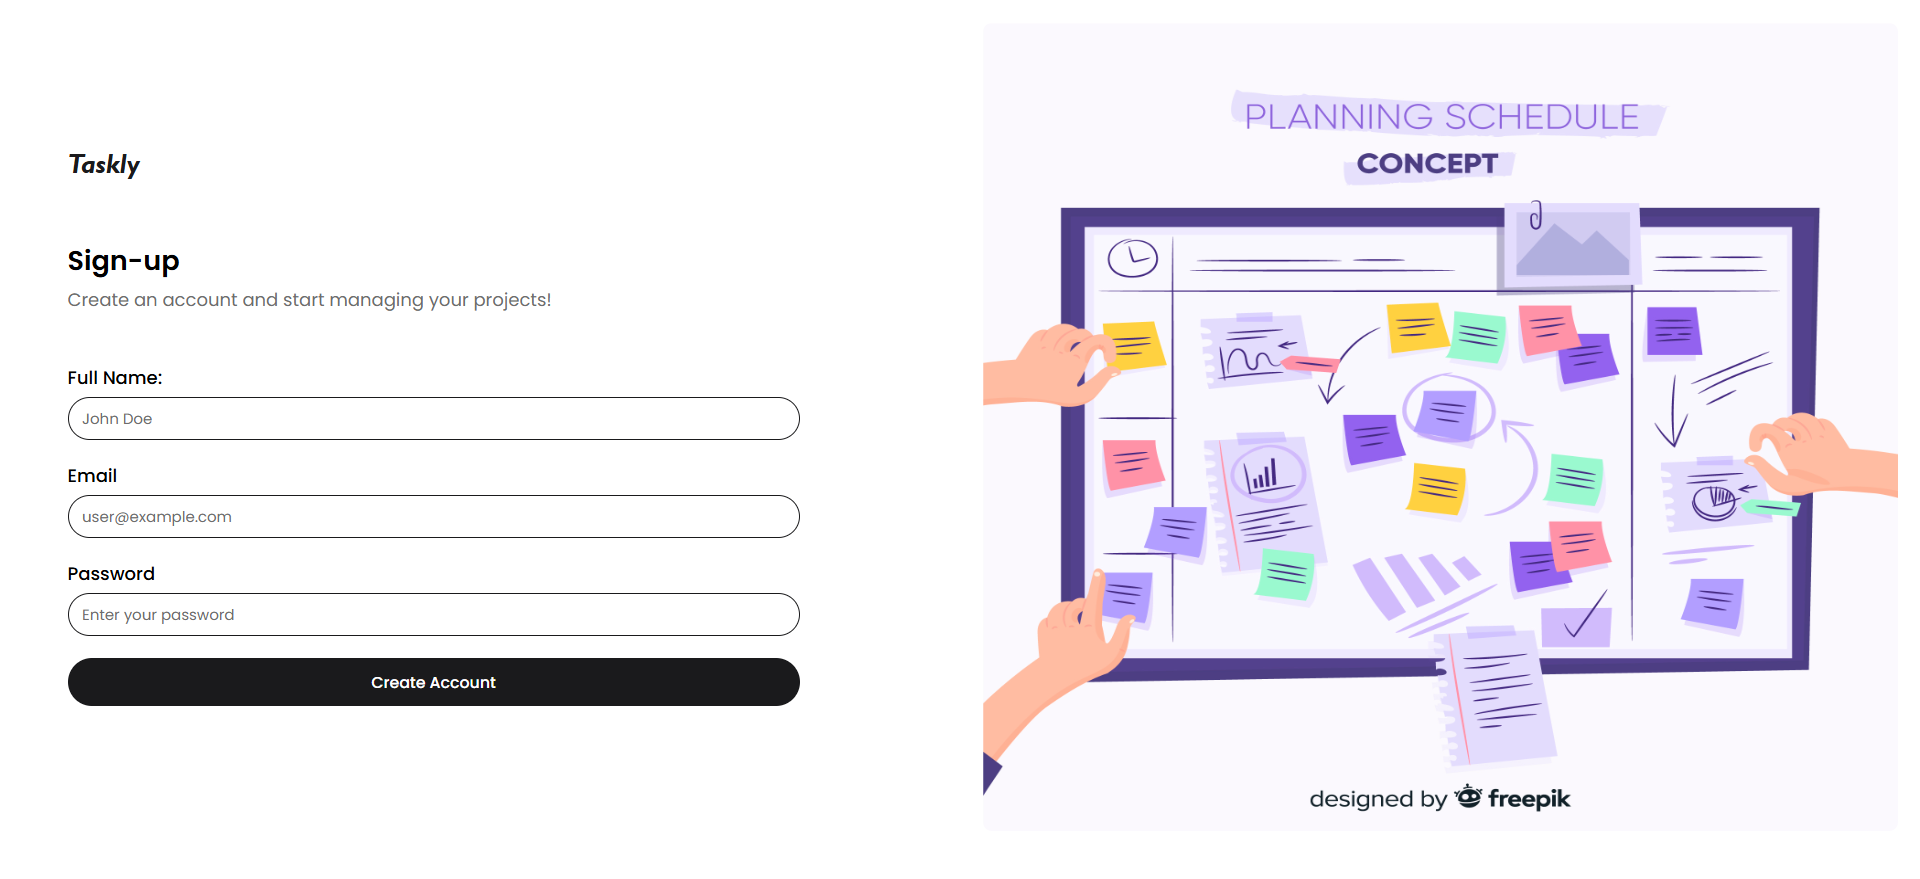 Taskly
Sign-up
Create an account and start managing your projects!
Full Name:
John Doe
Email
user@example.com
Password
Enter your password
Create Account
PLANNING SCHEDULE
CONCEPT
designed by freepik